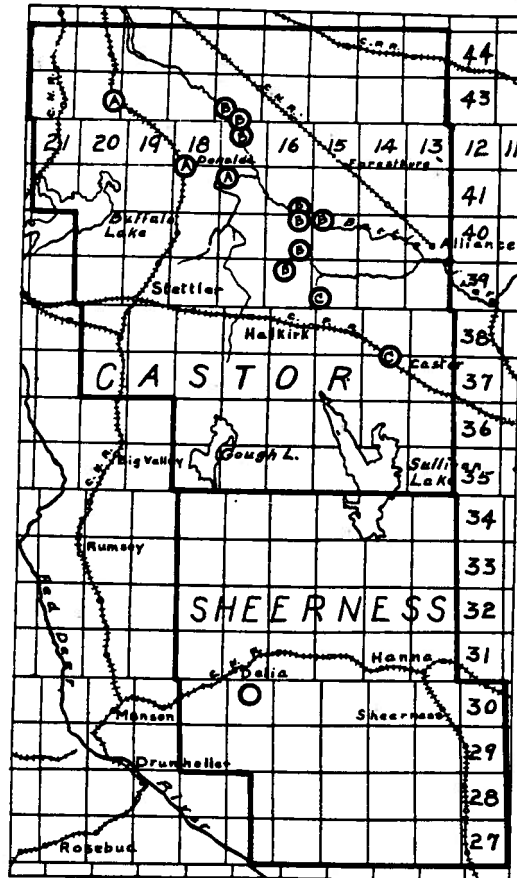 C.P.R.
44
C.N.R.
C.N.R.
43
A
B
B
B
21 20 19 18 16 15 14 13 12 11
Donalda
Forestburg
A
A
41
B
B
B
Battle
40
Buffalo
Lake
Alliance
B
B
39
C
Stettler
C.P.R.
38
Halkirk
C
Castor
CASTOR
37
36
Big Valley
C.N.R.
Gough L.
Sullivan
Lake
35
34
Rumsey
33
SHEERNESS
32
Red Deer
River
Hanna
31
C.N.R.
Delia
30
Munson
Sheerness
29
Drumheller
28
Rosebud
27